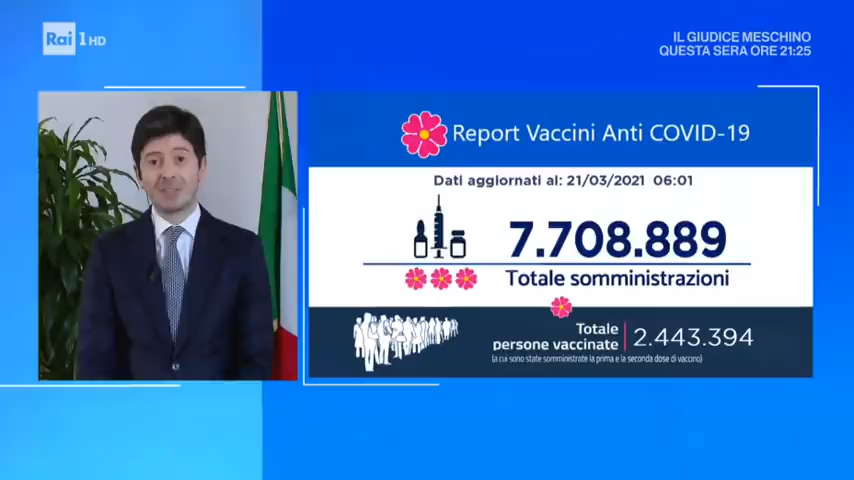 Rai 1 HD
IL GIUDICE MESCHINO
QUESTA SERA ORE 21:25
Report Vaccini Anti COVID-19
Dati aggiornati al: 21/03/2021 06:01
7.708.889
Totale somministrazioni
Totale
persone vaccinate
2.443.394
(a cui sono state somministrate la prima e la seconda dose di vaccino)